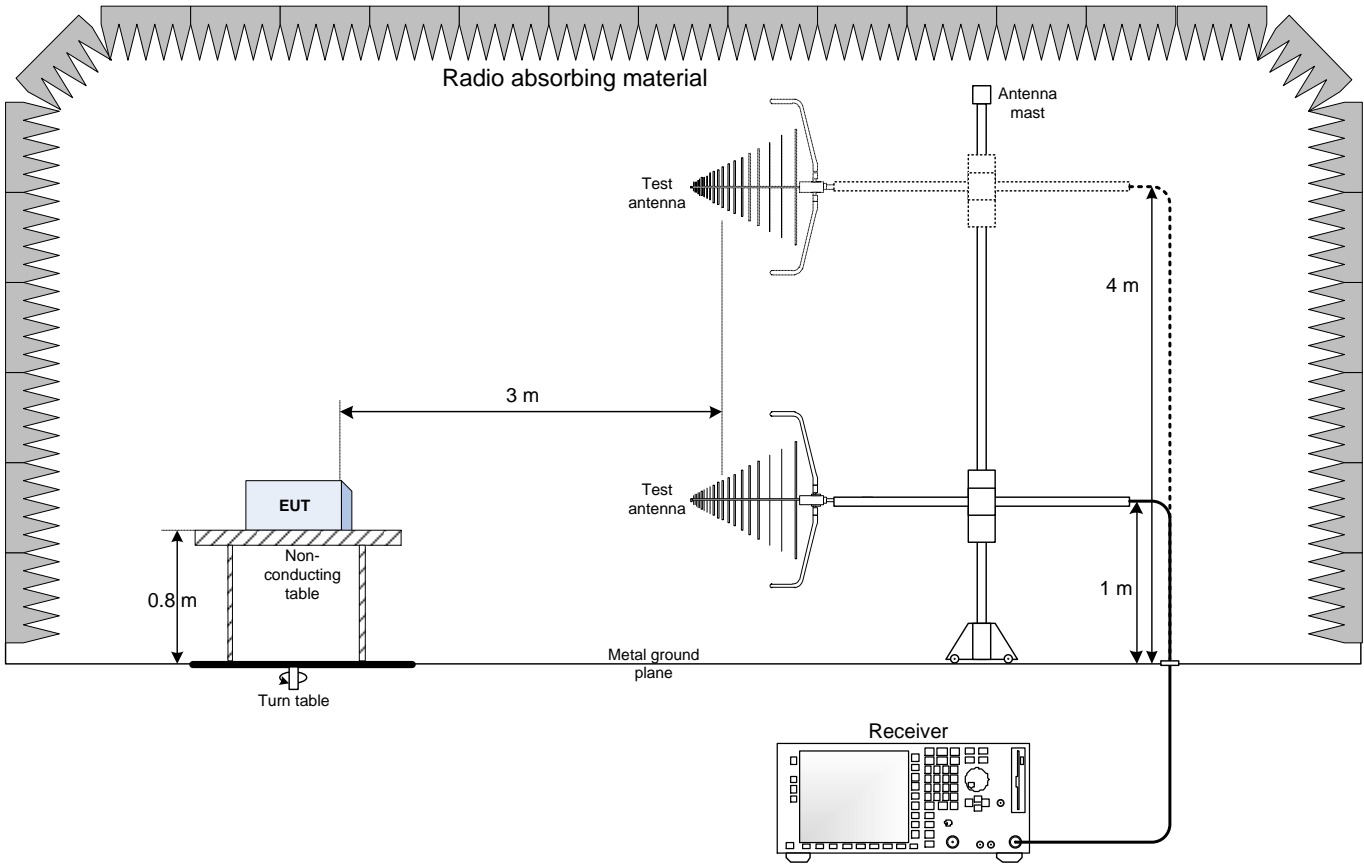 Radio absorbing material
Antenna
mast
Test
antenna
4 m
3 m
Test
antenna
EUT
Non-
conducting
table
0.8 m
1 m
Metal ground
plane
Turn table
Receiver